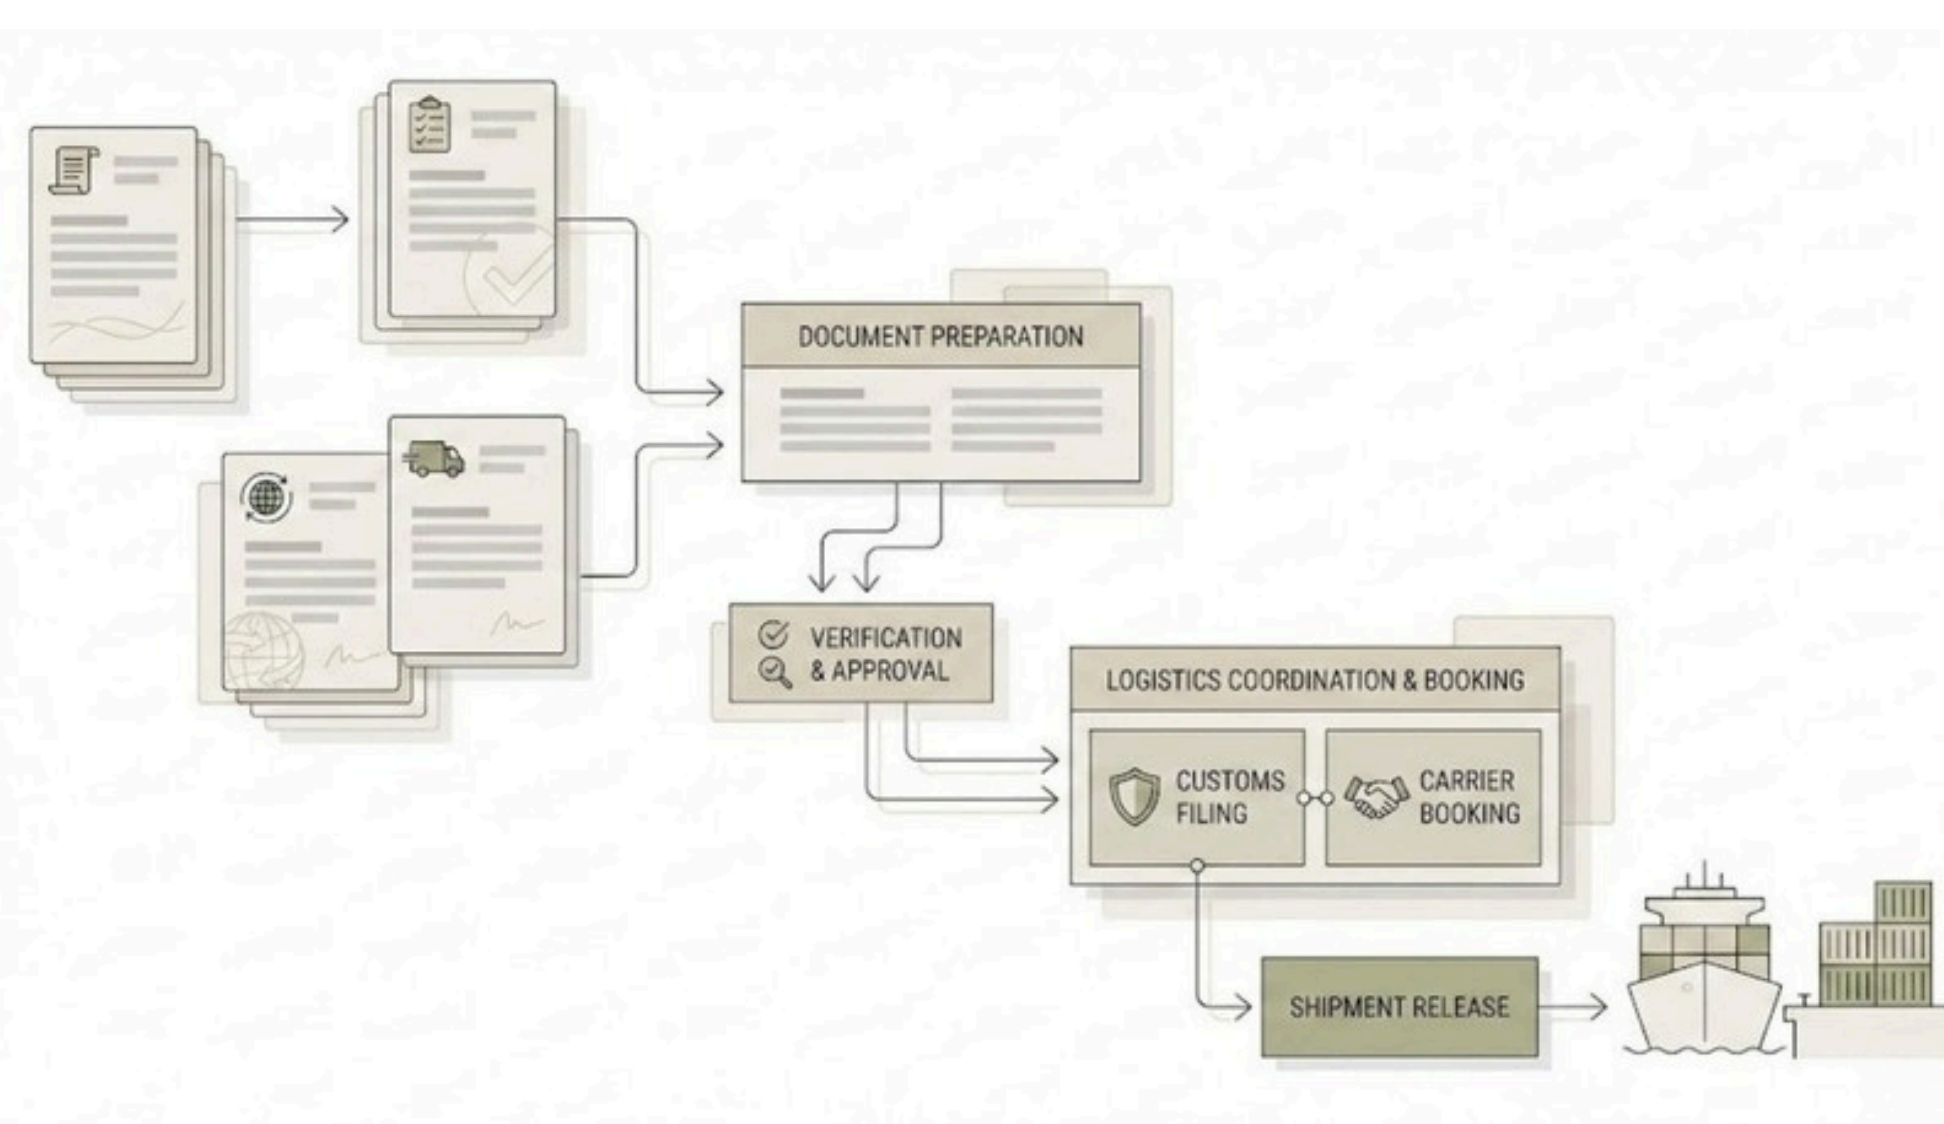 DOCUMENT PREPARATION
VERIFICATION
& APPROVAL
LOGISTICS COORDINATION & BOOKING
CUSTOMS
FILING
CARRIER
BOOKING
SHIPMENT RELEASE